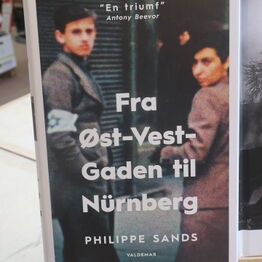 "En triumf"
Antony Beevor
Fra
Øst-Vest-
Gaden til
Nürnberg
PHILIPPE SANDS
VALDEMAR